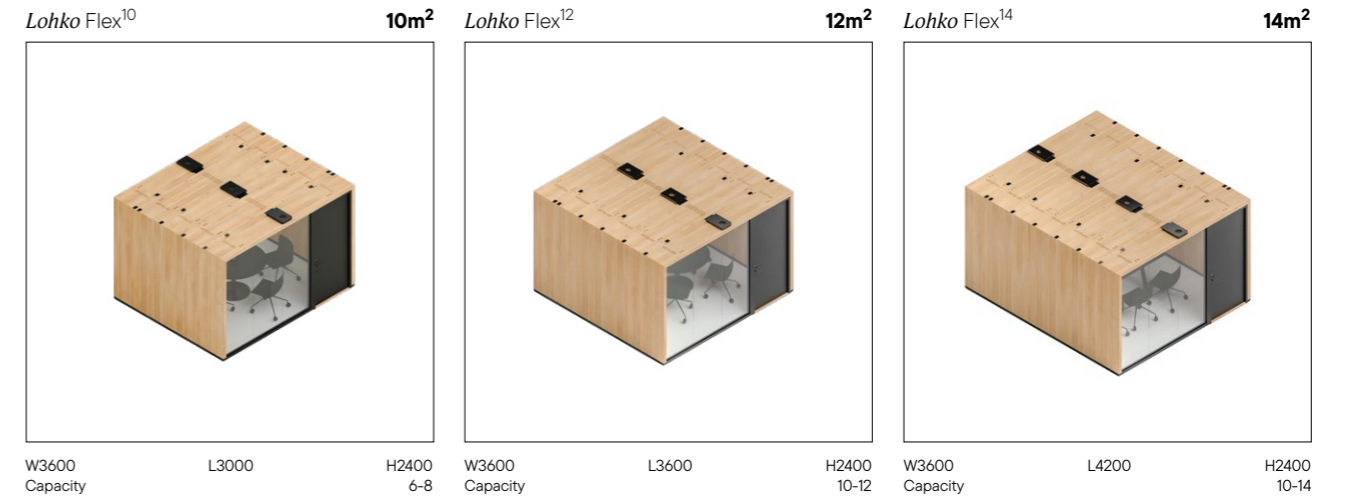 Lohko Flex¹⁰ 10m²
W3600 L3000 H2400
Capacity 6-8
Lohko Flex¹² 12m²
W3600 L3600 H2400
Capacity 10-12
Lohko Flex¹⁴ 14m²
W3600 L4200 H2400
Capacity 10-14